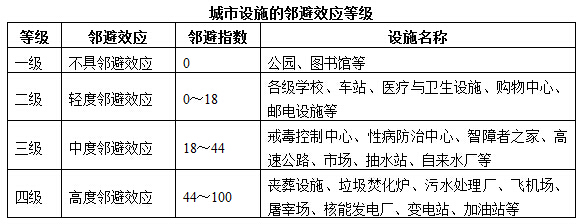 城市设施的邻避效应等级
等级 邻避效应 邻避指数 设施名称
一级 不具邻避效应 0 公园、图书馆等
二级 轻度邻避效应 0～18 各级学校、车站、医疗与卫生设施、购物中心、
邮电设施等
三级 中度邻避效应 18～44 戒毒控制中心、性病防治中心、智障者之家、高
速公路、市场、抽水站、自来水厂等
四级 高度邻避效应 44～100 丧葬设施、垃圾焚化炉、污水处理厂、飞机场、
屠宰场、核能发电厂、变电站、加油站等